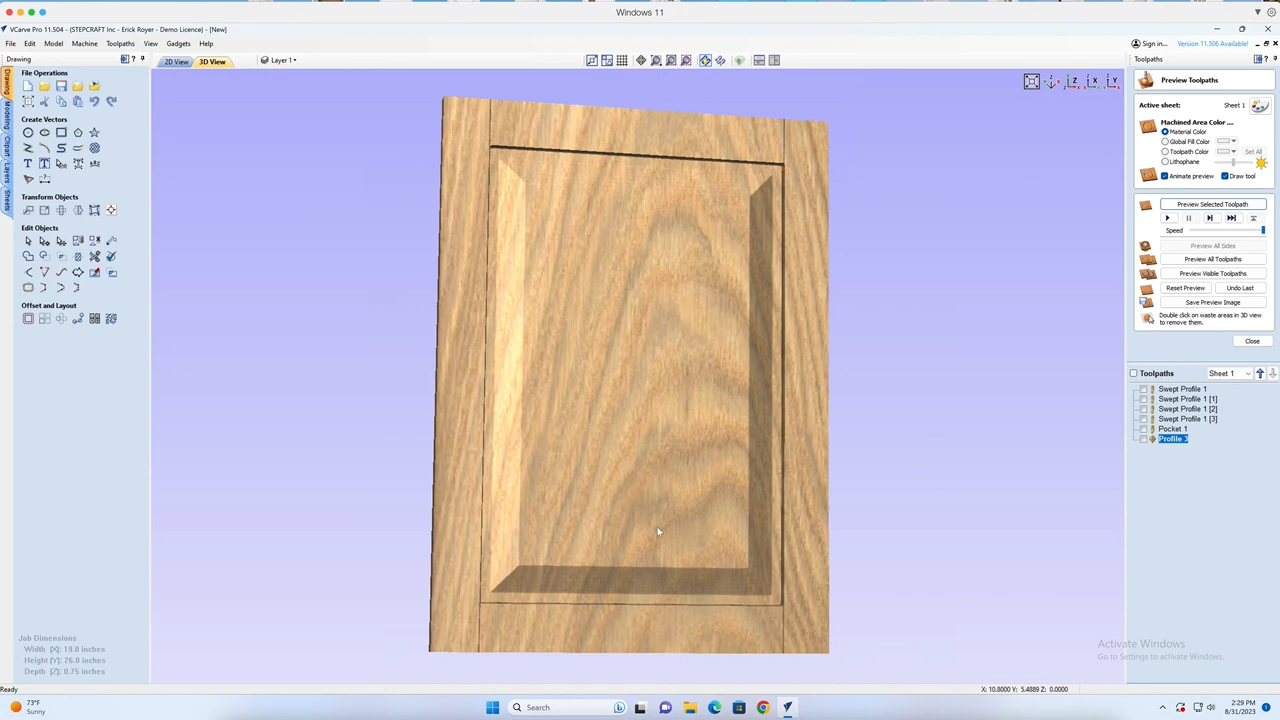 Windows 11
VCarve Pro 11.504 - {STEPCRAFT Inc - Erick Royer - Demo Licence} - [New]
File Edit Model Machine Toolpaths View Gadgets Help
Sign in... Version 11.506 Available!
Drawing
2D View 3D View Layer 1
Toolpaths
Drawing
Modeling
Clipart
Layers
Sheets
File Operations
Create Vectors
Transform Objects
Edit Objects
Offset and Layout
Job Dimensions
Width (X): 19.0 inches
Height (Y): 26.0 inches
Depth (Z): 0.75 inches
Z X Y
Preview Toolpaths
Active sheet: Sheet 1
Machined Area Color ....
Material Color
Global Fill Color
Toolpath Color Set All
Lithophane
Animate preview Draw tool
Preview Selected Toolpath
Speed
Preview All Sides
Preview All Toolpaths
Preview Visible Toolpaths
Reset Preview Undo Last
Save Preview Image
Double click on waste areas in 3D view
to remove them.
Close
Toolpaths Sheet 1
Swept Profile 1
Swept Profile 1 [1]
Swept Profile 1 [2]
Swept Profile 1 [3]
Pocket 1
Profile 3
Activate Windows
Go to Settings to activate Windows.
Ready
X: 10.8000 Y: 5.4889 Z: 0.0000
73°F
Sunny
Search
2:29 PM
8/31/2023